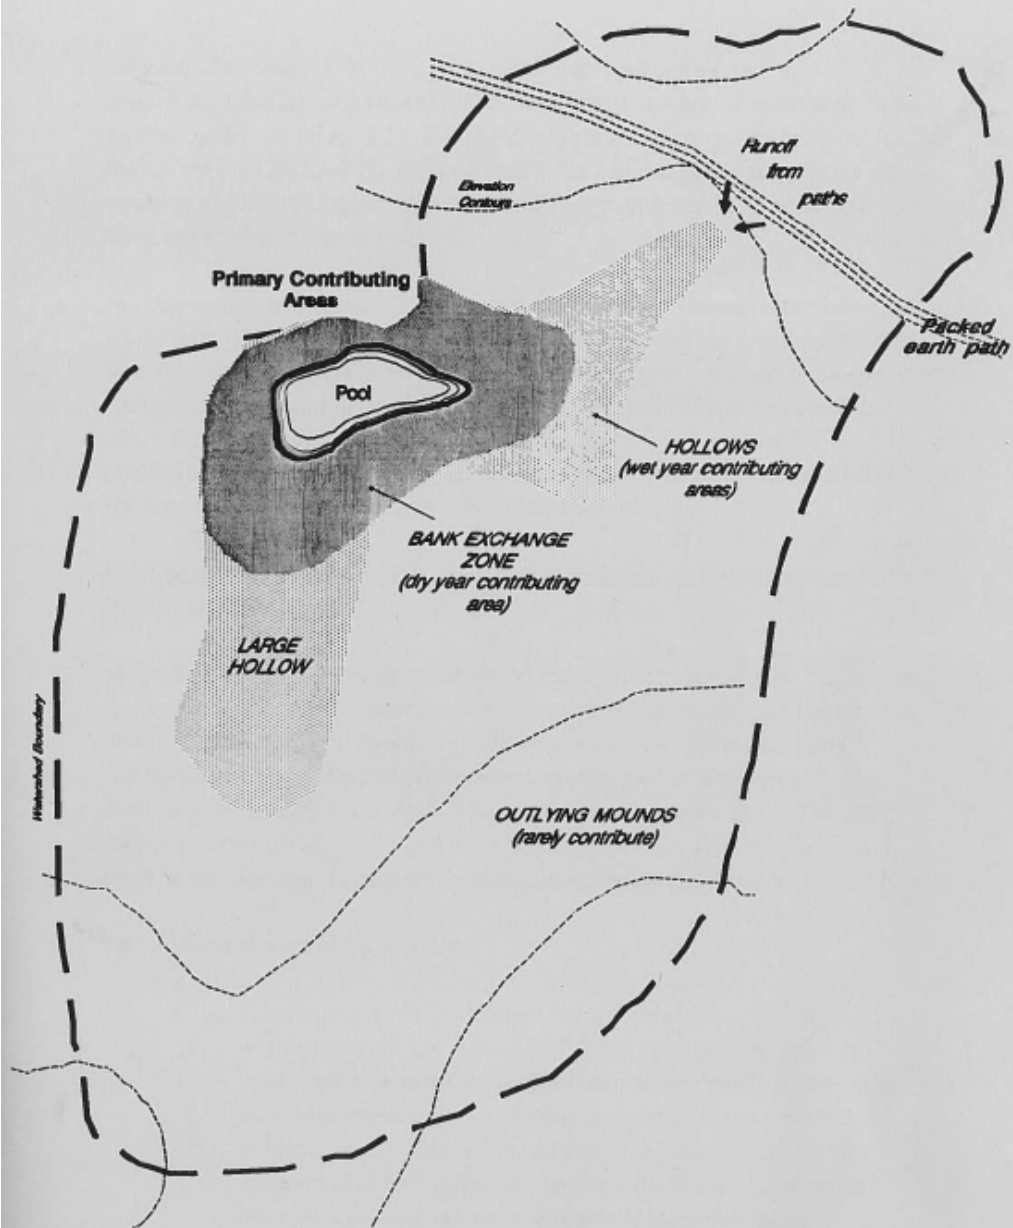 Runoff
from
paths
Elevation
Contours
Primary Contributing
Areas
Packed
earth path
Pool
HOLLOWS
(wet year contributing
areas)
BANK EXCHANGE
ZONE
(dry year contributing
area)
LARGE
HOLLOW
Watershed Boundary
OUTLYING MOUNDS
(rarely contribute)